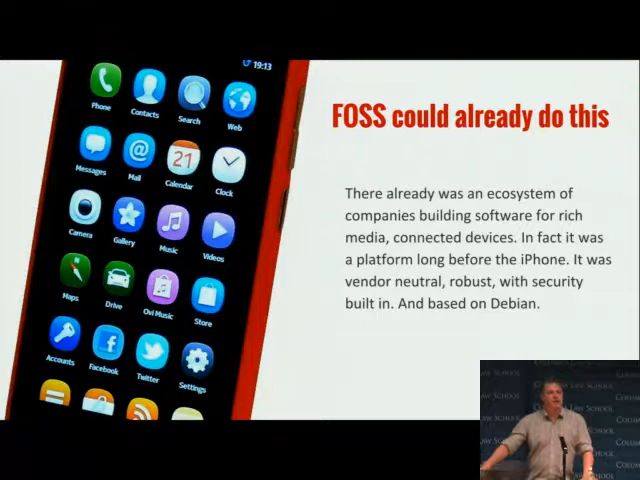 19:13
Phone
Contacts
Search
Web
Messages
Mail
21
Calendar
Clock
Camera
Gallery
Music
Videos
Maps
Drive
Ovi Music
Store
Accounts
Facebook
Twitter
Settings
FOSS could already do this
There already was an ecosystem of
companies building software for rich
media, connected devices. In fact it was
a platform long before the iPhone. It was
vendor neutral, robust, with security
built in. And based on Debian.
LAW SCHOOL